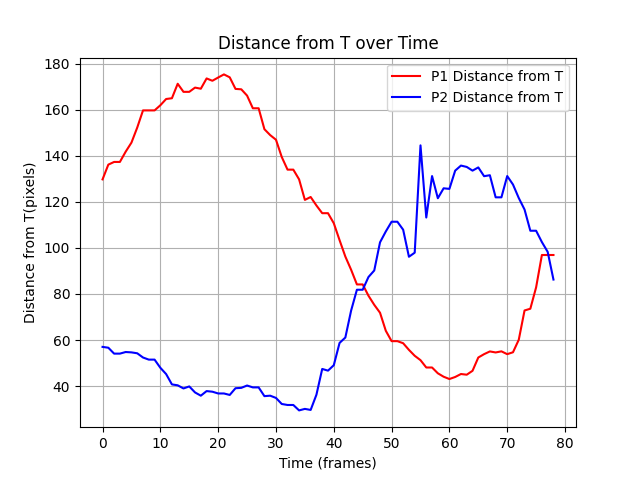 Distance from T over Time
P1 Distance from T
P2 Distance from T
Distance from T(pixels)
180
160
140
120
100
80
60
40
0 10 20 30 40 50 60 70 80
Time (frames)